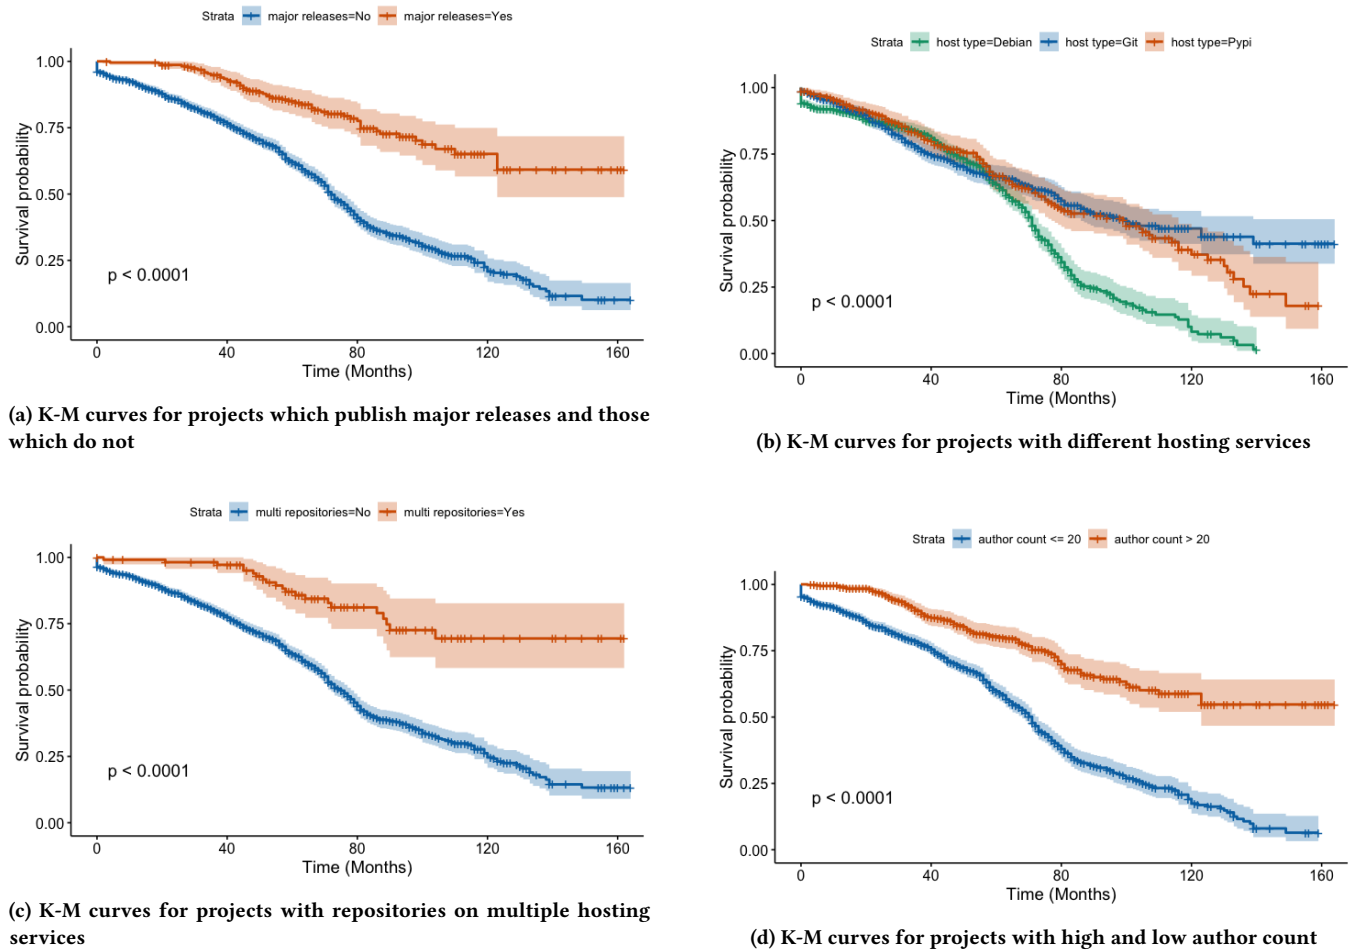 Strata major releases=No major releases=Yes
1.00
0.75
0.50
0.25
0.00
Survival probability
p < 0.0001
0 40 80 120 160
Time (Months)
(a) K-M curves for projects which publish major releases and those
which do not
Strata host type=Debian host type=Git host type=Pypi
1.00
0.75
0.50
0.25
0.00
Survival probability
p < 0.0001
0 40 80 120 160
Time (Months)
(b) K-M curves for projects with different hosting services
Strata multi repositories=No multi repositories=Yes
1.00
0.75
0.50
0.25
0.00
Survival probability
p < 0.0001
0 40 80 120 160
Time (Months)
(c) K-M curves for projects with repositories on multiple hosting
services
Strata author count <= 20 author count > 20
1.00
0.75
0.50
0.25
0.00
Survival probability
p < 0.0001
0 40 80 120 160
Time (Months)
(d) K-M curves for projects with high and low author count